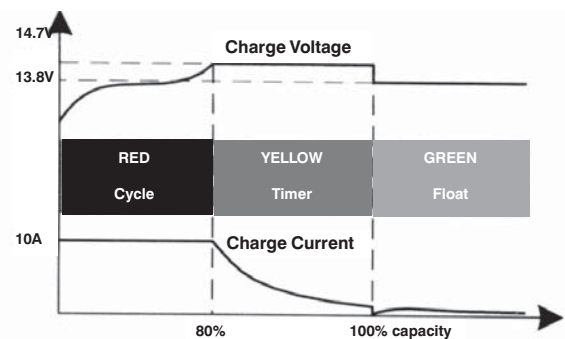 14.7V
Charge Voltage
13.8V
RED
YELLOW
GREEN
Cycle
Timer
Float
10A
Charge Current
80%
100% capacity